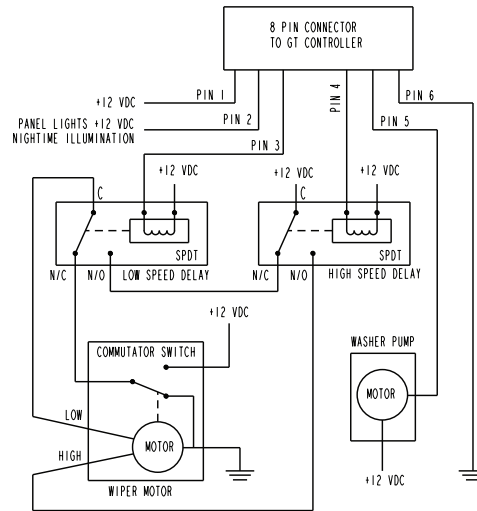 8 PIN CONNECTOR
TO GT CONTROLLER
PIN 1
+12 VDC
PIN 2
PANEL LIGHTS +12 VDC
NIGHTIME ILLUMINATION
PIN 3
PIN 4
PIN 5
PIN 6
+12 VDC
C
SPDT
N/C
N/O
LOW SPEED DELAY
+12 VDC
C
+12 VDC
SPDT
N/C
N/O
HIGH SPEED DELAY
+12 VDC
COMMUTATOR SWITCH
LOW
HIGH
MOTOR
WIPER MOTOR
WASHER PUMP
MOTOR
+12 VDC